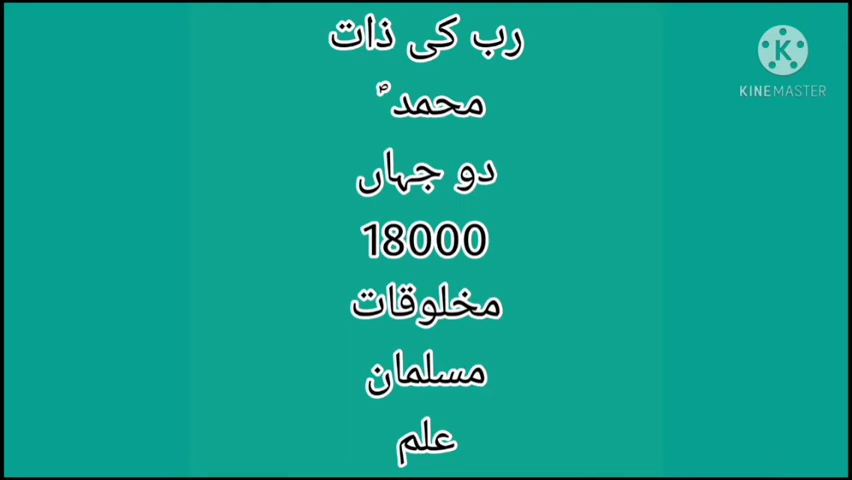 رب کی ذات
محمد ؐ
دو جہاں
18000
مخلوقات
مسلمان
علم
K
KINEMASTER